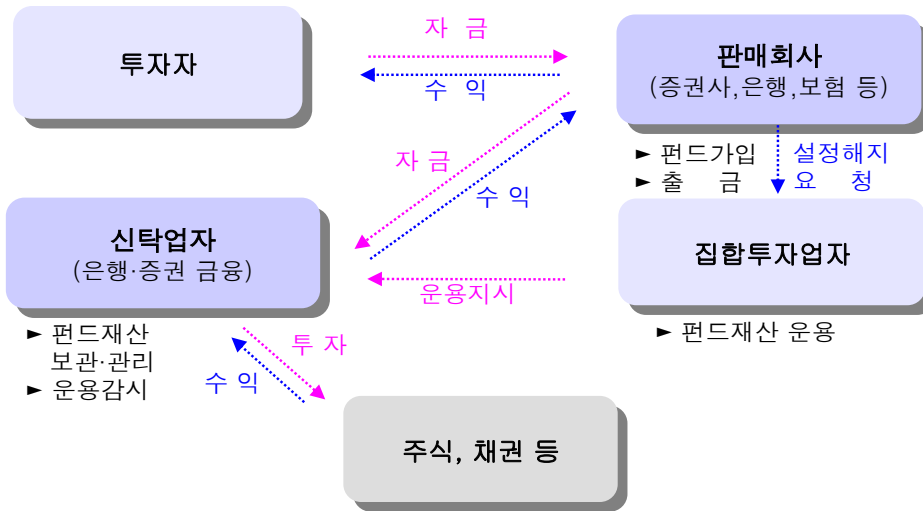 투자자
자 금
수 익
판매회사
(증권사,은행,보험 등)
► 펀드가입
► 출 금
설정해지
요 청
자 금
수 익
신탁업자
(은행·증권 금융)
집합투자업자
운용지시
► 펀드재산
보관·관리
► 운용감시
► 펀드재산 운용
투 자
수 익
주식, 채권 등